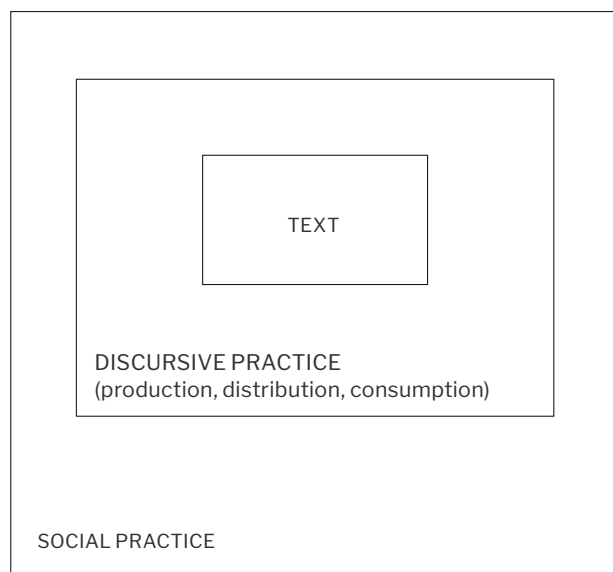 TEXT
DISCURSIVE PRACTICE
(production, distribution, consumption)
SOCIAL PRACTICE